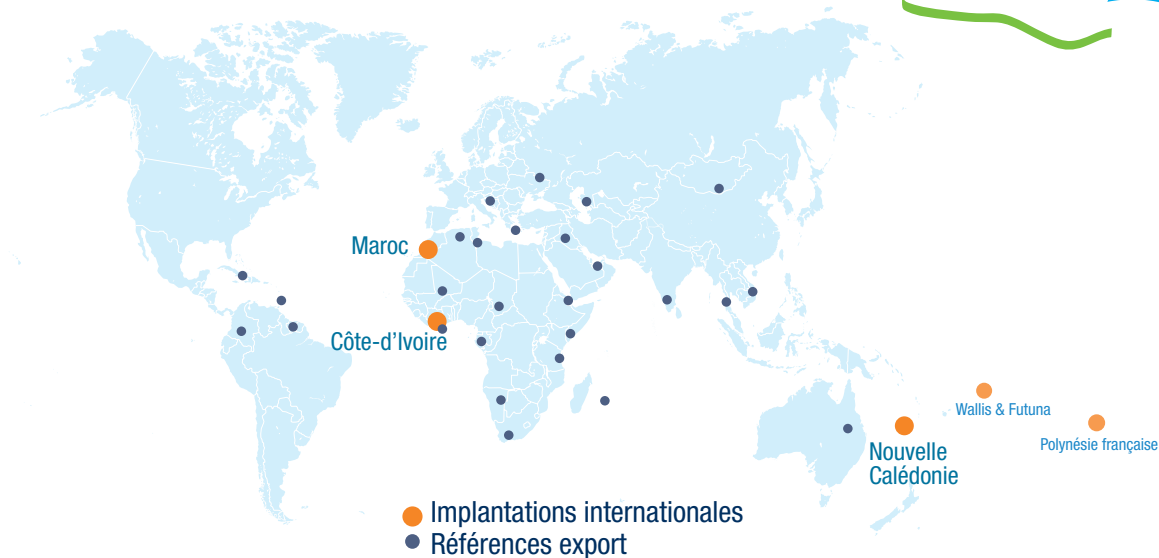 Maroc
Côte-d'Ivoire
Wallis & Futuna
Polynésie française
Nouvelle
Calédonie
Implantations internationales
Références export